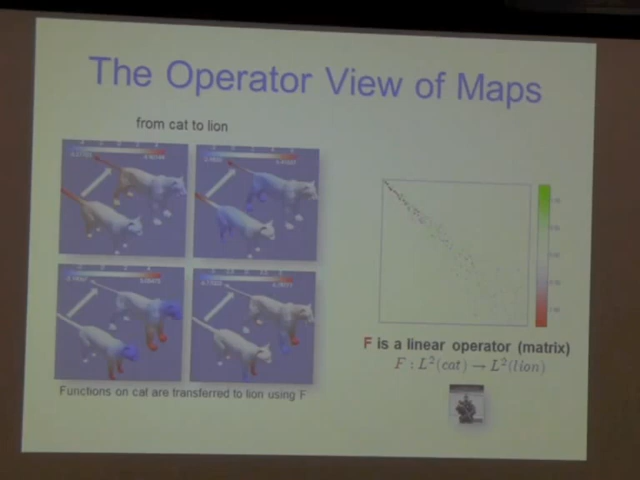 The Operator View of Maps
from cat to lion
F is a linear operator (matrix)
F : L²(cat) → L²(lion)
Functions on cat are transferred to lion using F